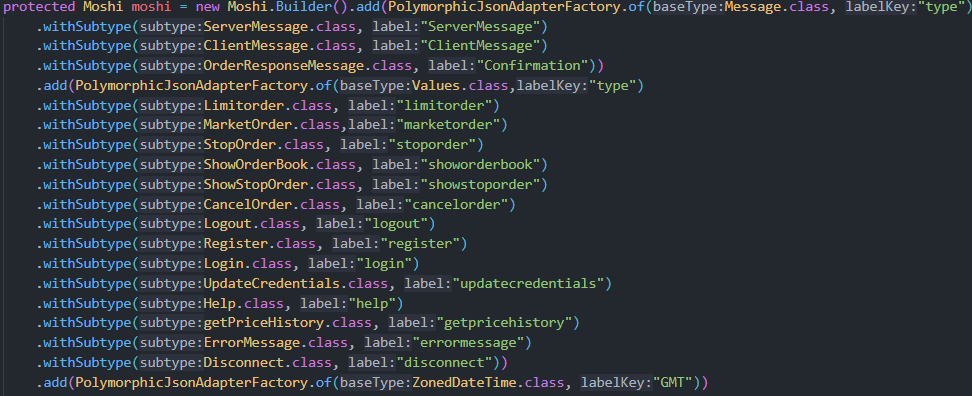 protected Moshi moshi = new Moshi.Builder().add(PolymorphicJsonAdapterFactory.of(baseType:Message.class, labelKey:"type")
.withSubtype(subtype:ServerMessage.class, label:"ServerMessage")
.withSubtype(subtype:ClientMessage.class, label:"ClientMessage")
.withSubtype(subtype:OrderResponseMessage.class, label:"Confirmation"))
.add(PolymorphicJsonAdapterFactory.of(baseType:Values.class,labelKey:"type")
.withSubtype(subtype:Limitorder.class, label:"limitorder")
.withSubtype(subtype:MarketOrder.class,label:"marketorder")
.withSubtype(subtype:StopOrder.class, label:"stoporder")
.withSubtype(subtype:ShowOrderBook.class, label:"showorderbook")
.withSubtype(subtype:ShowStopOrder.class, label:"showstoporder")
.withSubtype(subtype:CancelOrder.class, label:"cancelorder")
.withSubtype(subtype:Logout.class, label:"logout")
.withSubtype(subtype:Register.class, label:"register")
.withSubtype(subtype:Login.class, label:"login")
.withSubtype(subtype:UpdateCredentials.class, label:"updatecredentials")
.withSubtype(subtype:Help.class, label:"help")
.withSubtype(subtype:getPriceHistory.class, label:"getpricehistory")
.withSubtype(subtype:ErrorMessage.class, label:"errormessage")
.withSubtype(subtype:Disconnect.class, label:"disconnect"))
.add(PolymorphicJsonAdapterFactory.of(baseType:ZonedDateTime.class, labelKey:"GMT"))